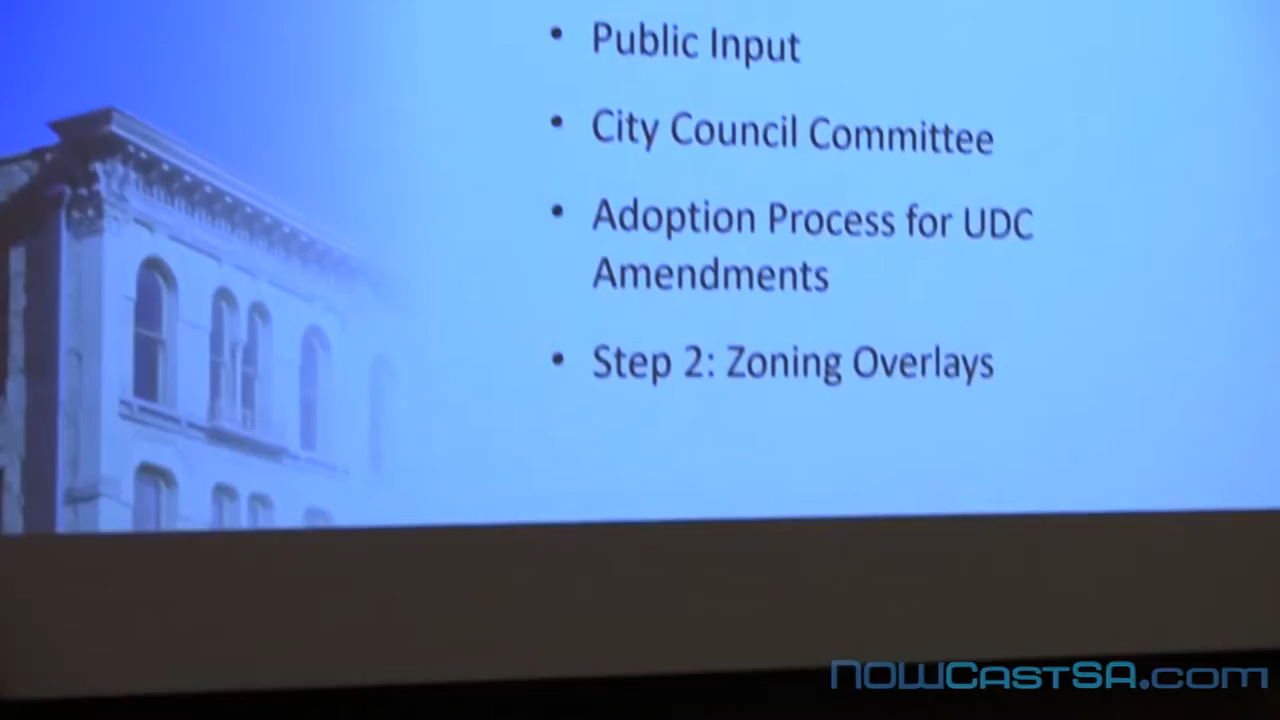 • Public Input
• City Council Committee
• Adoption Process for UDC
Amendments
• Step 2: Zoning Overlays
NOWCastSA.com